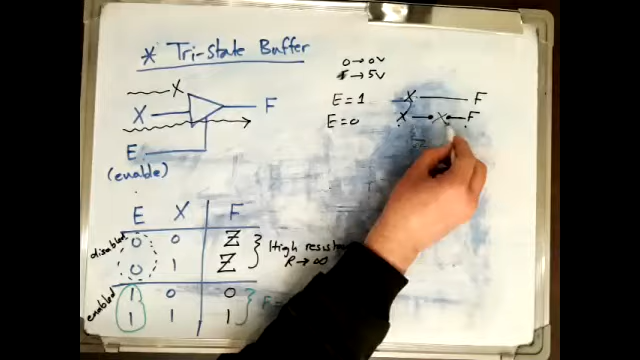 * Tri-state Buffer
0 → 0V
1 → 5V
X
X F
E
(enable)
E = 1 X F
E = 0 X X F
E X F
disabled
0 0 Z
0 1 Z
High resist
R → ∞
enabled
1 0 0
1 1 1
F =